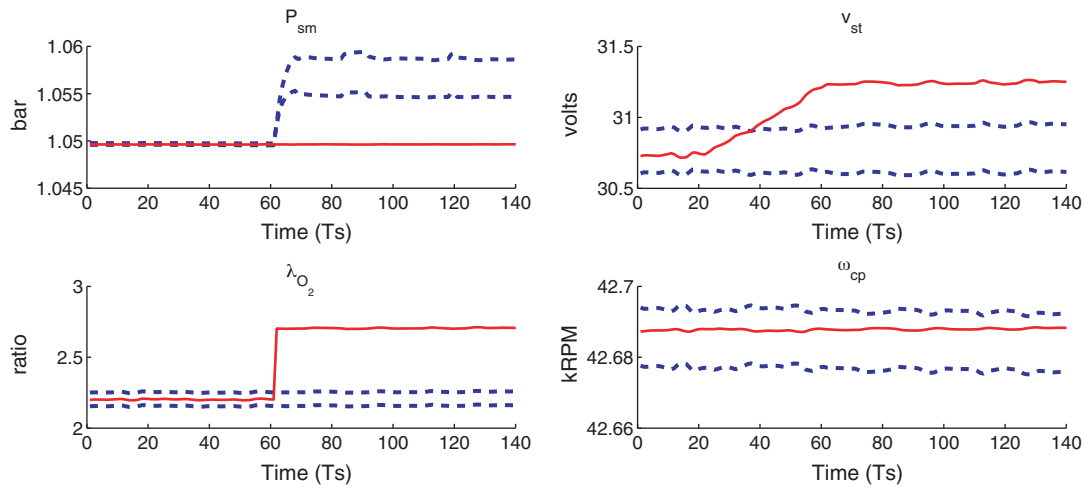 P_sm
bar
1.06
1.055
1.05
1.045
0 20 40 60 80 100 120 140
Time (Ts)
v_st
volts
31.5
31
30.5
0 20 40 60 80 100 120 140
Time (Ts)
λ_O_2
ratio
3
2.5
2
0 20 40 60 80 100 120 140
Time (Ts)
ω_cp
kRPM
42.7
42.68
42.66
0 20 40 60 80 100 120 140
Time (Ts)